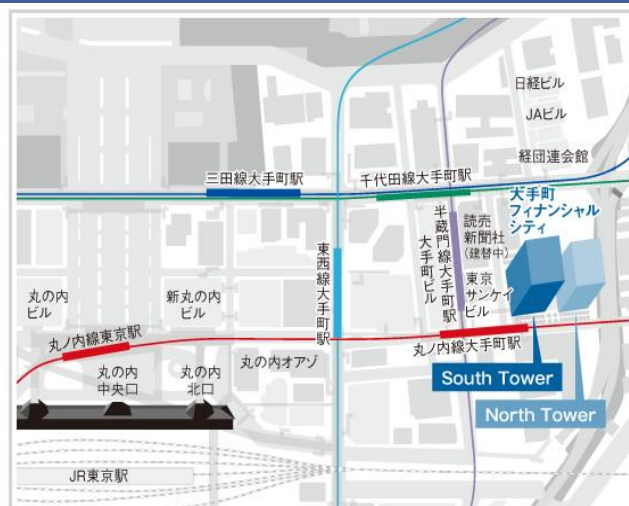 日経ビル
JAビル
経団連会館
三田線大手町駅
千代田線大手町駅
大手町
フィナンシャル
シティ
半蔵門線大手町駅
大手町ビル
読売
新聞社
(建替中)
東西線大手町駅
東京
サンケイ
ビル
丸の内
ビル
新丸の内
ビル
丸ノ内線東京駅
丸の内オアゾ
丸ノ内線大手町駅
丸の内
中央口
丸の内
北口
South Tower
North Tower
JR東京駅